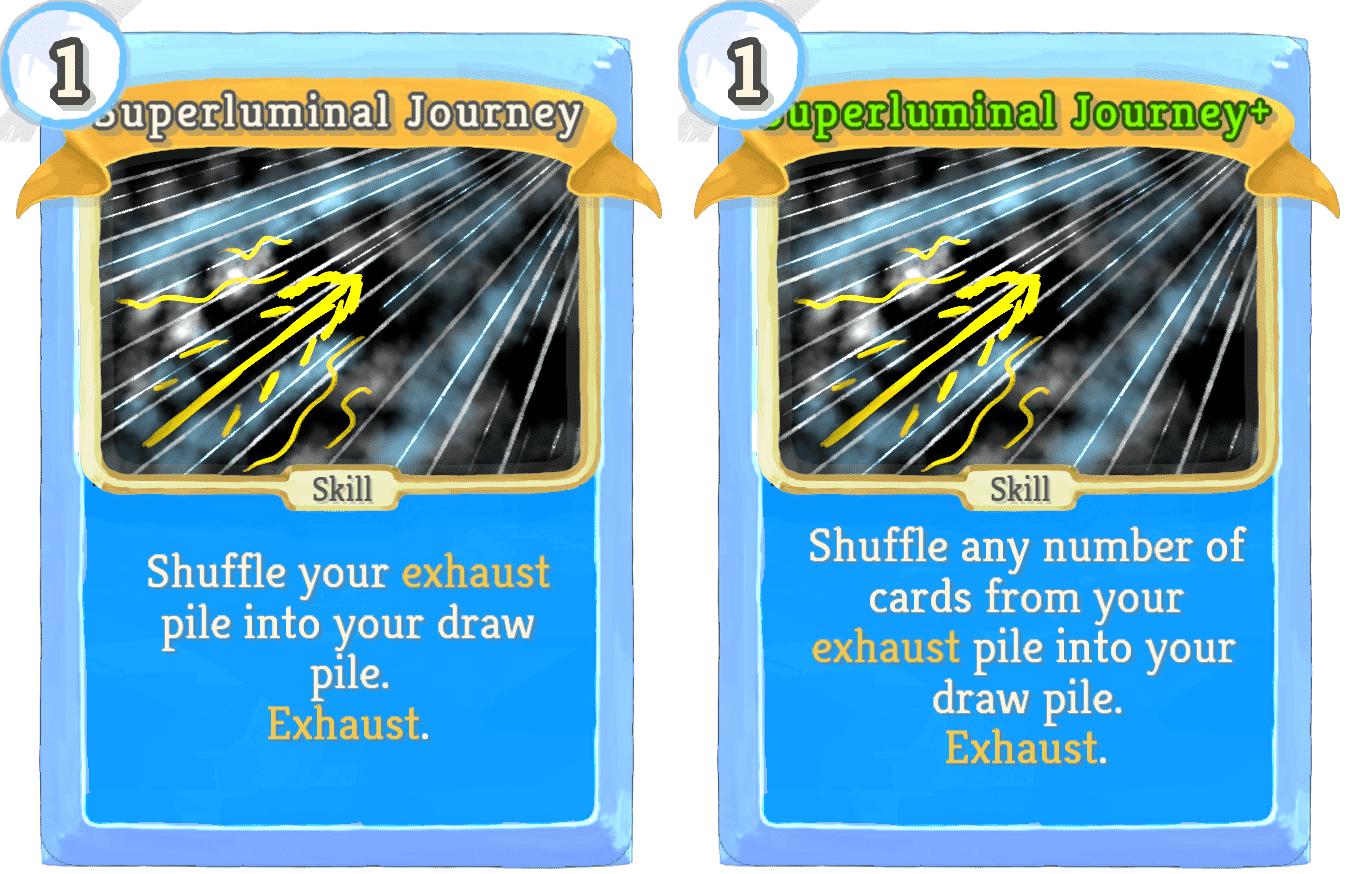 1
Superluminal Journey
Skill
Shuffle your exhaust
pile into your draw
pile.
Exhaust.
1
Superluminal Journey+
Skill
Shuffle any number of
cards from your
exhaust pile into your
draw pile.
Exhaust.